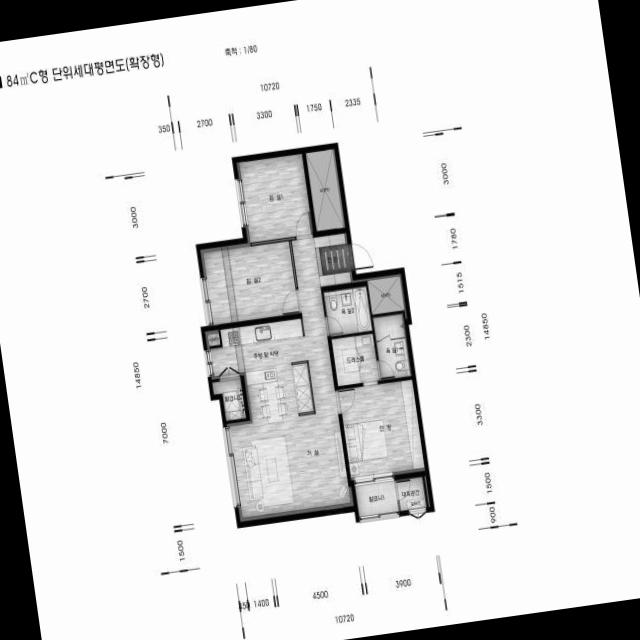 84㎡C형 단위세대평면도(확장형)
축척 : 1/80
10720
350 2700 3300 1750 2335
3000
2700
14850
7000
1500
3000
1780
1515
14850
2300
3300
1500
900
침 실1
침 실2
욕 실2
주방 및 식당
드레스룸
욕 실1
발코니2
거 실
안 방
발코니1
대피공간
350 1400 4500 3900
10720